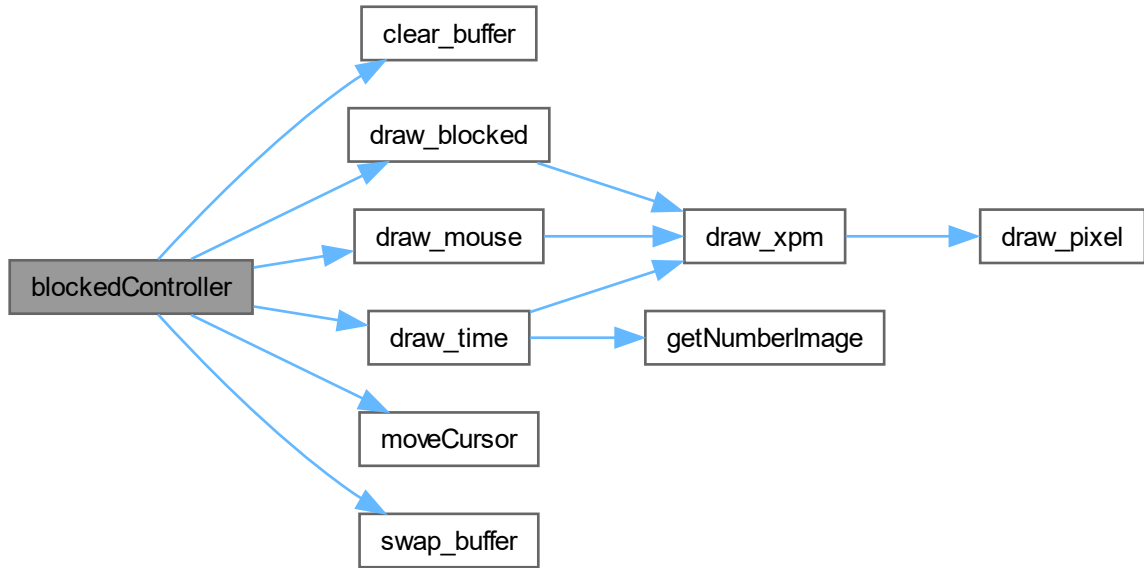 clear_buffer
draw_blocked
draw_mouse
draw_xpm
draw_pixel
blockedController
draw_time
getNumberImage
moveCursor
swap_buffer